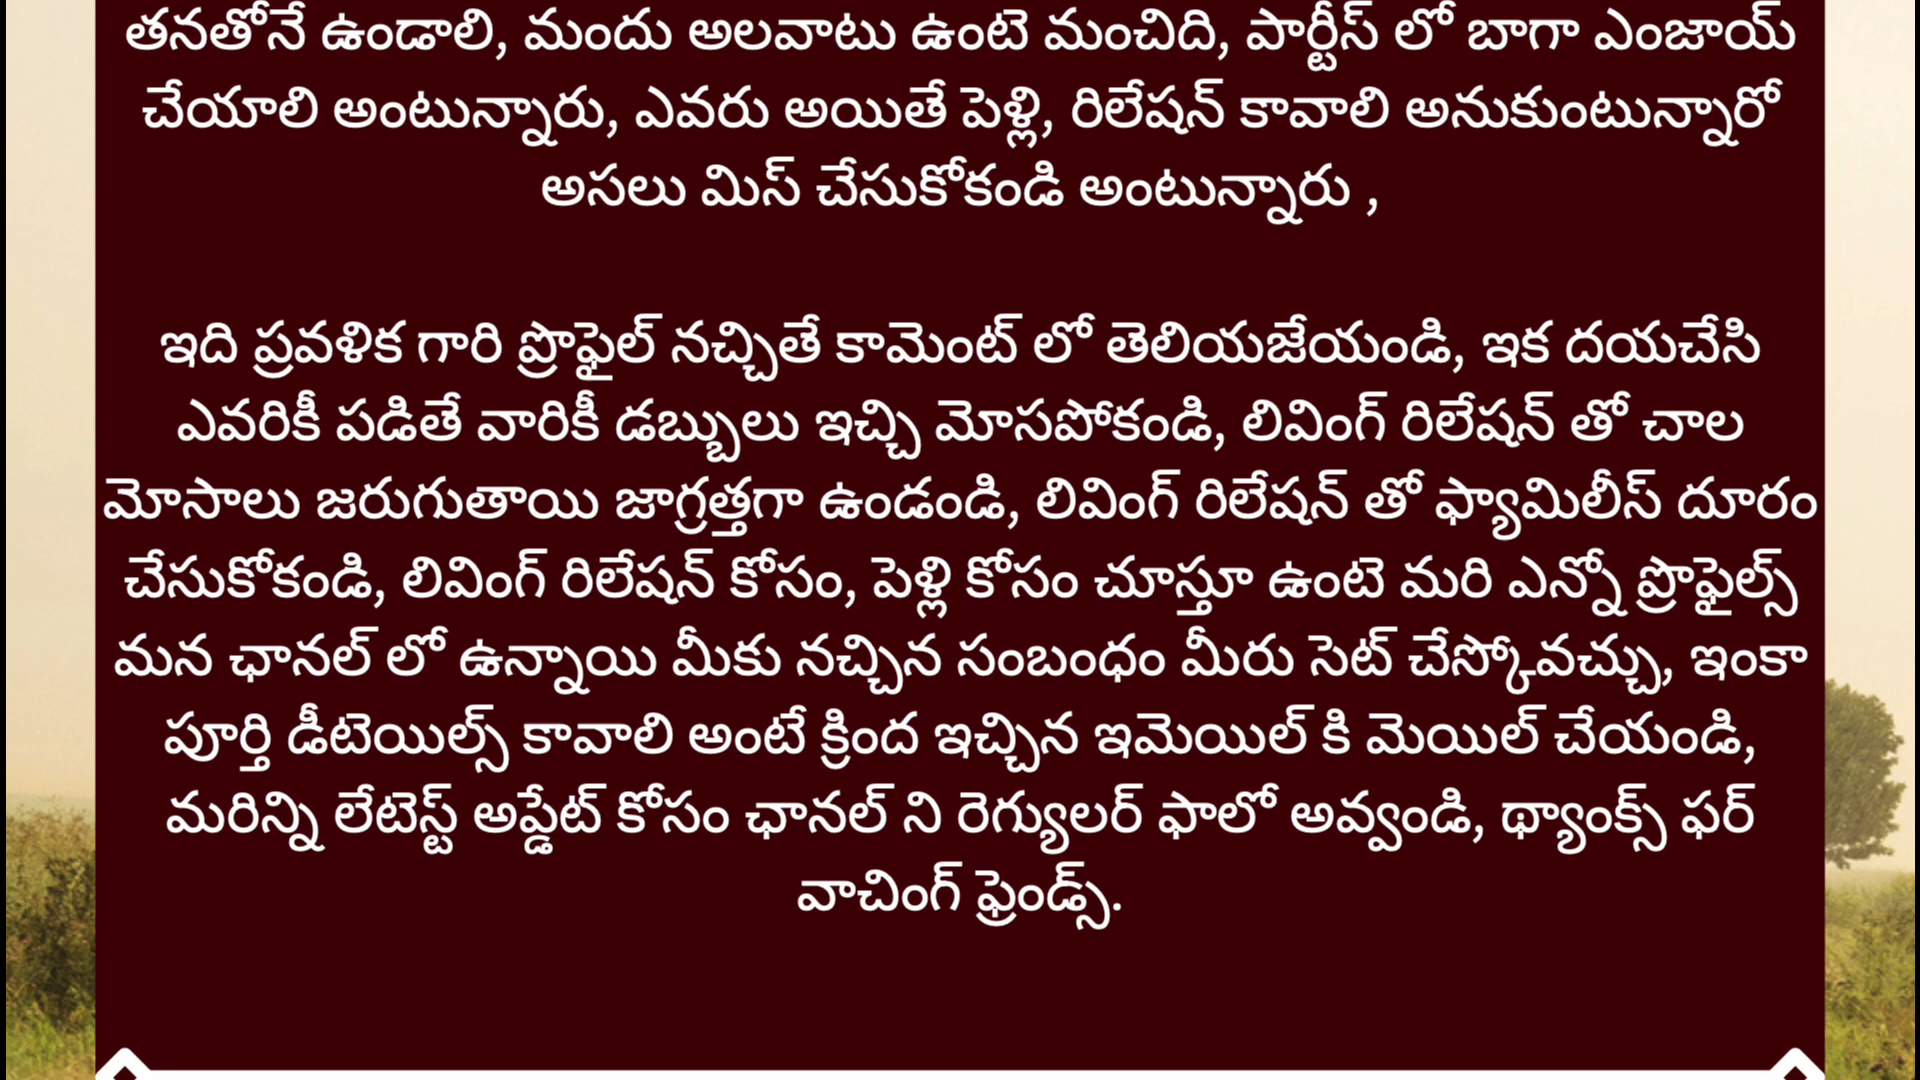 తనతోనే ఉండాలి, మందు అలవాటు ఉంటె మంచిది, పార్టీస్ లో బాగా ఎంజాయ్
చేయాలి అంటున్నారు, ఎవరు అయితే పెళ్లి, రిలేషన్ కావాలి అనుకుంటున్నారో
అసలు మిస్ చేసుకోకండి అంటున్నారు ,
ఇది ప్రవళిక గారి ప్రొఫైల్ నచ్చితే కామెంట్ లో తెలియజేయండి, ఇక దయచేసి
ఎవరికీ పడితే వారికీ డబ్బులు ఇచ్చి మోసపోకండి, లివింగ్ రిలేషన్ తో చాల
మోసాలు జరుగుతాయి జాగ్రత్తగా ఉండండి, లివింగ్ రిలేషన్ తో ఫ్యామిలీస్ దూరం
చేసుకోకండి, లివింగ్ రిలేషన్ కోసం, పెళ్లి కోసం చూస్తూ ఉంటె మరి ఎన్నో ప్రొఫైల్స్
మన ఛానల్ లో ఉన్నాయి మీకు నచ్చిన సంబంధం మీరు సెట్ చేస్కోవచ్చు, ఇంకా
పూర్తి డీటెయిల్స్ కావాలి అంటే క్రింద ఇచ్చిన ఇమెయిల్ కి మెయిల్ చేయండి,
మరిన్ని లేటెస్ట్ అప్డేట్ కోసం ఛానల్ ని రెగ్యులర్ ఫాలో అవ్వండి, థ్యాంక్స్ ఫర్
వాచింగ్ ఫ్రెండ్స్.